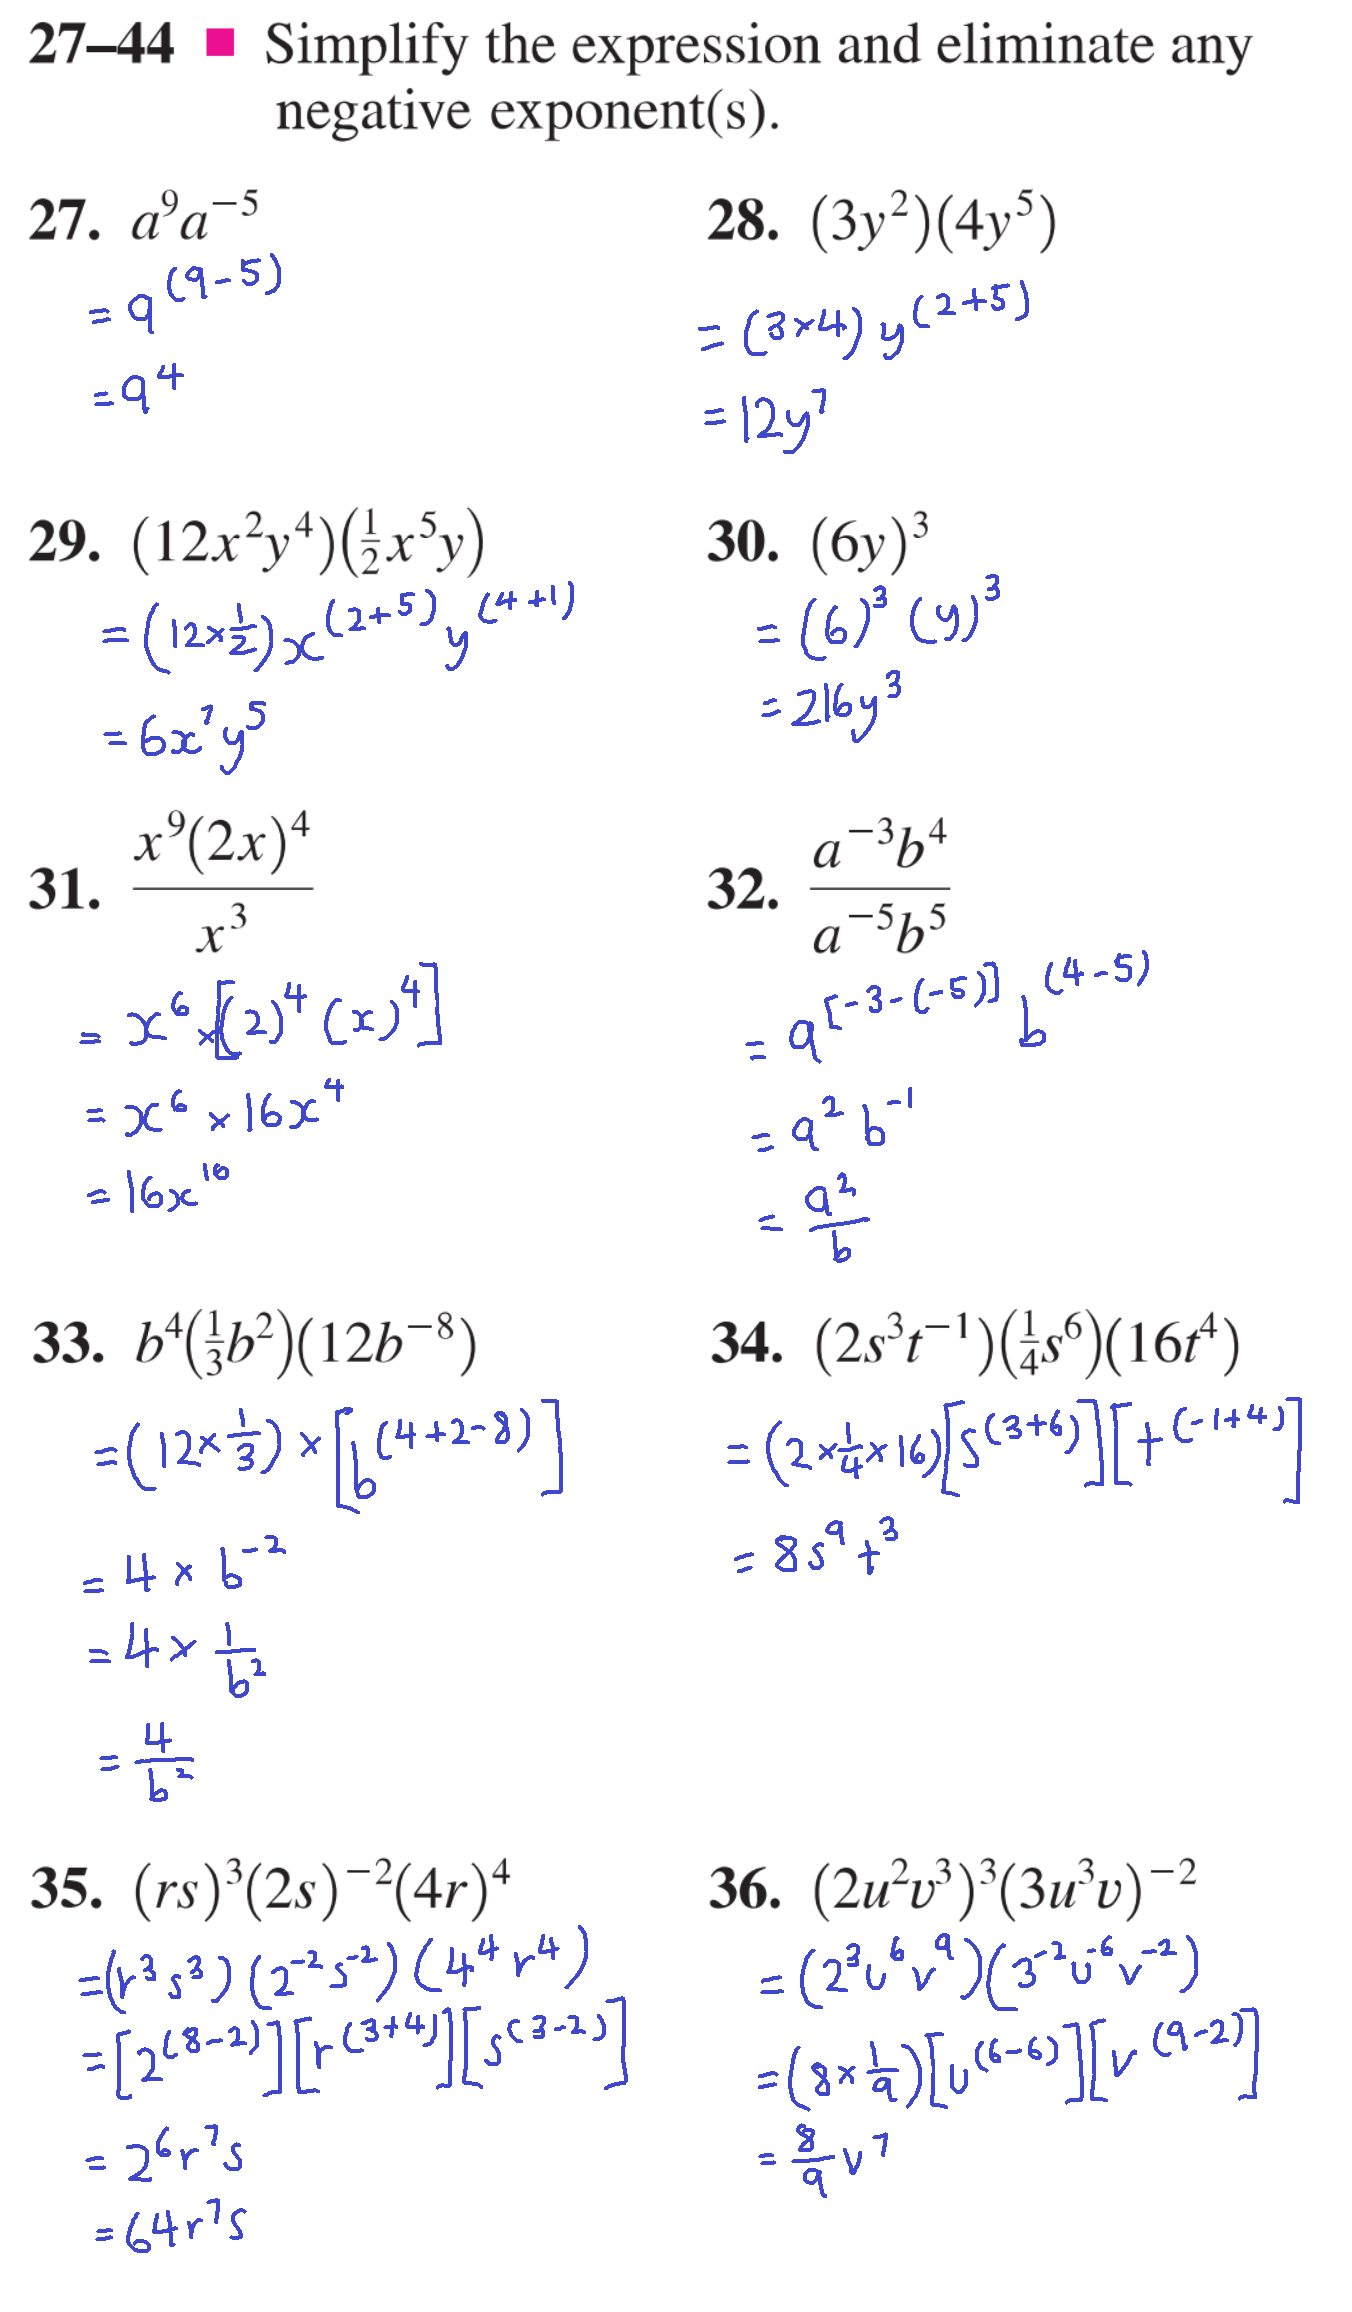 27–44 ■ Simplify the expression and eliminate any
negative exponent(s).
27. a⁹a⁻⁵
= a^(9-5)
= a⁴
28. (3y²)(4y⁵)
= (3×4) y^(2+5)
= 12y⁷
29. (12x²y⁴)(½x⁵y)
= (12×½)x^(2+5) y^(4+1)
= 6x⁷y⁵
30. (6y)³
= (6)³ (y)³
= 216y³
31. x⁹(2x)⁴ / x³
= x⁶ × [(2)⁴ (x)⁴]
= x⁶ × 16x⁴
= 16x¹⁰
32. a⁻³b⁴ / a⁻⁵b⁵
= a^[-3-(-5)] b^(4-5)
= a² b⁻¹
= a² / b
33. b⁴(⅓b²)(12b⁻⁸)
= (12×⅓) × [b^(4+2-8)]
= 4 × b⁻²
= 4 × 1/b²
= 4/b²
34. (2s³t⁻¹)(¼s⁶)(16t⁴)
= (2×¼×16)[s^(3+6)][t^(-1+4)]
= 8s⁹t³
35. (rs)³(2s)⁻²(4r)⁴
= (r³s³)(2⁻²s⁻²)(4⁴r⁴)
= [2^(8-2)][r^(3+4)][s^(3-2)]
= 2⁶r⁷s
= 64r⁷s
36. (2u²v³)³(3u³v)⁻²
= (2³u⁶v⁹)(3⁻²u⁻⁶v⁻²)
= (8×1/9)[u^(6-6)][v^(9-2)]
= 8/9 v⁷